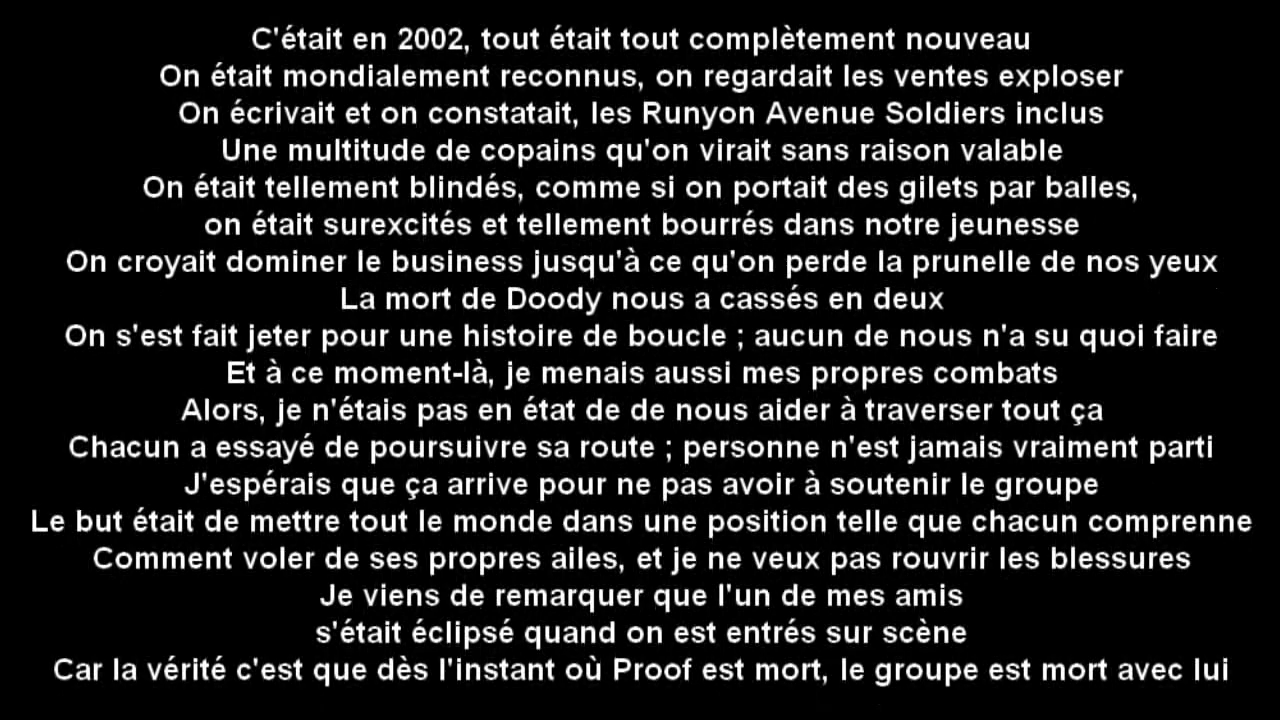 C'était en 2002, tout était tout complètement nouveau
On était mondialement reconnus, on regardait les ventes exploser
On écrivait et on constatait, les Runyon Avenue Soldiers inclus
Une multitude de copains qu'on virait sans raison valable
On était tellement blindés, comme si on portait des gilets par balles,
on était surexcités et tellement bourrés dans notre jeunesse
On croyait dominer le business jusqu'à ce qu'on perde la prunelle de nos yeux
La mort de Doody nous a cassés en deux
On s'est fait jeter pour une histoire de boucle ; aucun de nous n'a su quoi faire
Et à ce moment-là, je menais aussi mes propres combats
Alors, je n'étais pas en état de de nous aider à traverser tout ça
Chacun a essayé de poursuivre sa route ; personne n'est jamais vraiment parti
J'espérais que ça arrive pour ne pas avoir à soutenir le groupe
Le but était de mettre tout le monde dans une position telle que chacun comprenne
Comment voler de ses propres ailes, et je ne veux pas rouvrir les blessures
Je viens de remarquer que l'un de mes amis
s'était éclipsé quand on est entrés sur scène
Car la vérité c'est que dès l'instant où Proof est mort, le groupe est mort avec lui